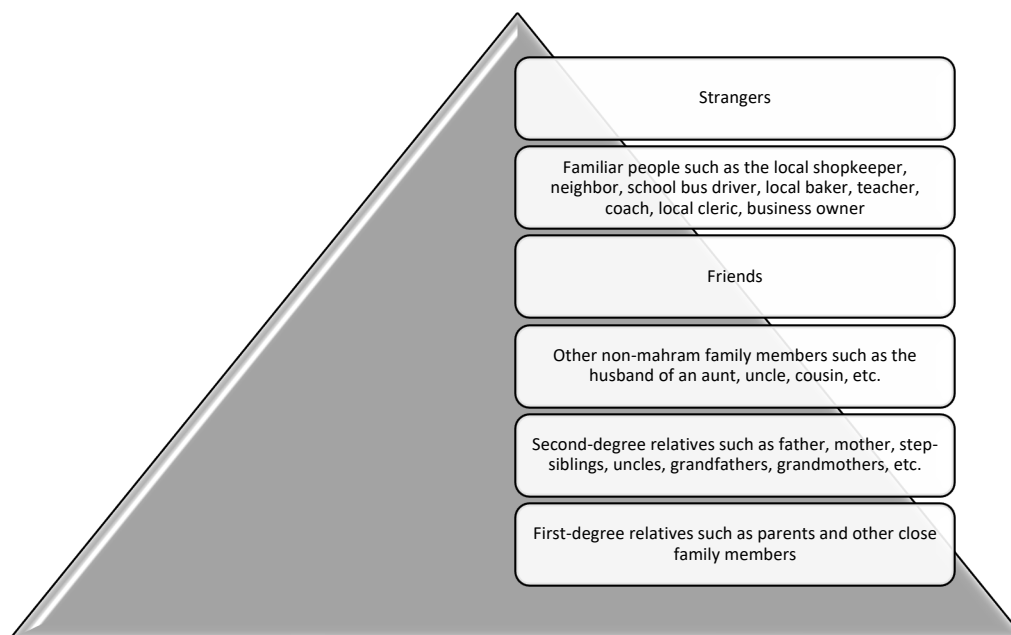 Strangers
Familiar people such as the local shopkeeper,
neighbor, school bus driver, local baker, teacher,
coach, local cleric, business owner
Friends
Other non-mahram family members such as the
husband of an aunt, uncle, cousin, etc.
Second-degree relatives such as father, mother, step-
siblings, uncles, grandfathers, grandmothers, etc.
First-degree relatives such as parents and other close
family members